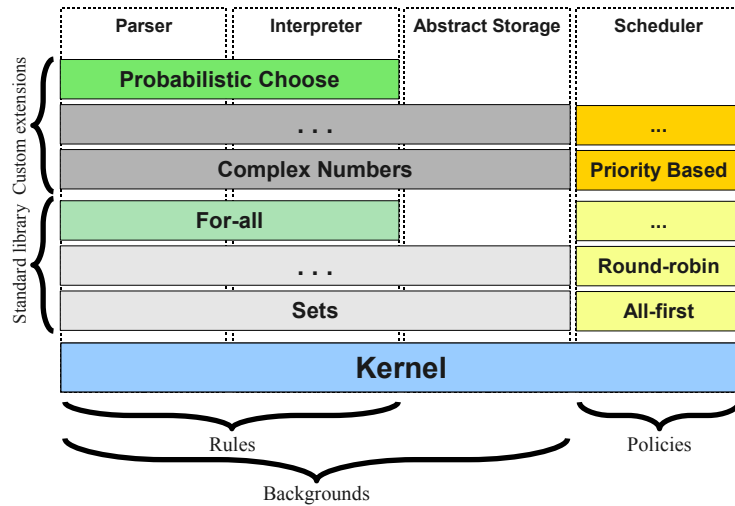 Parser Interpreter Abstract Storage Scheduler
Custom extensions
Probabilistic Choose
. . . ...
Complex Numbers Priority Based
Standard library
For-all ...
. . . Round-robin
Sets All-first
Kernel
Rules Policies
Backgrounds